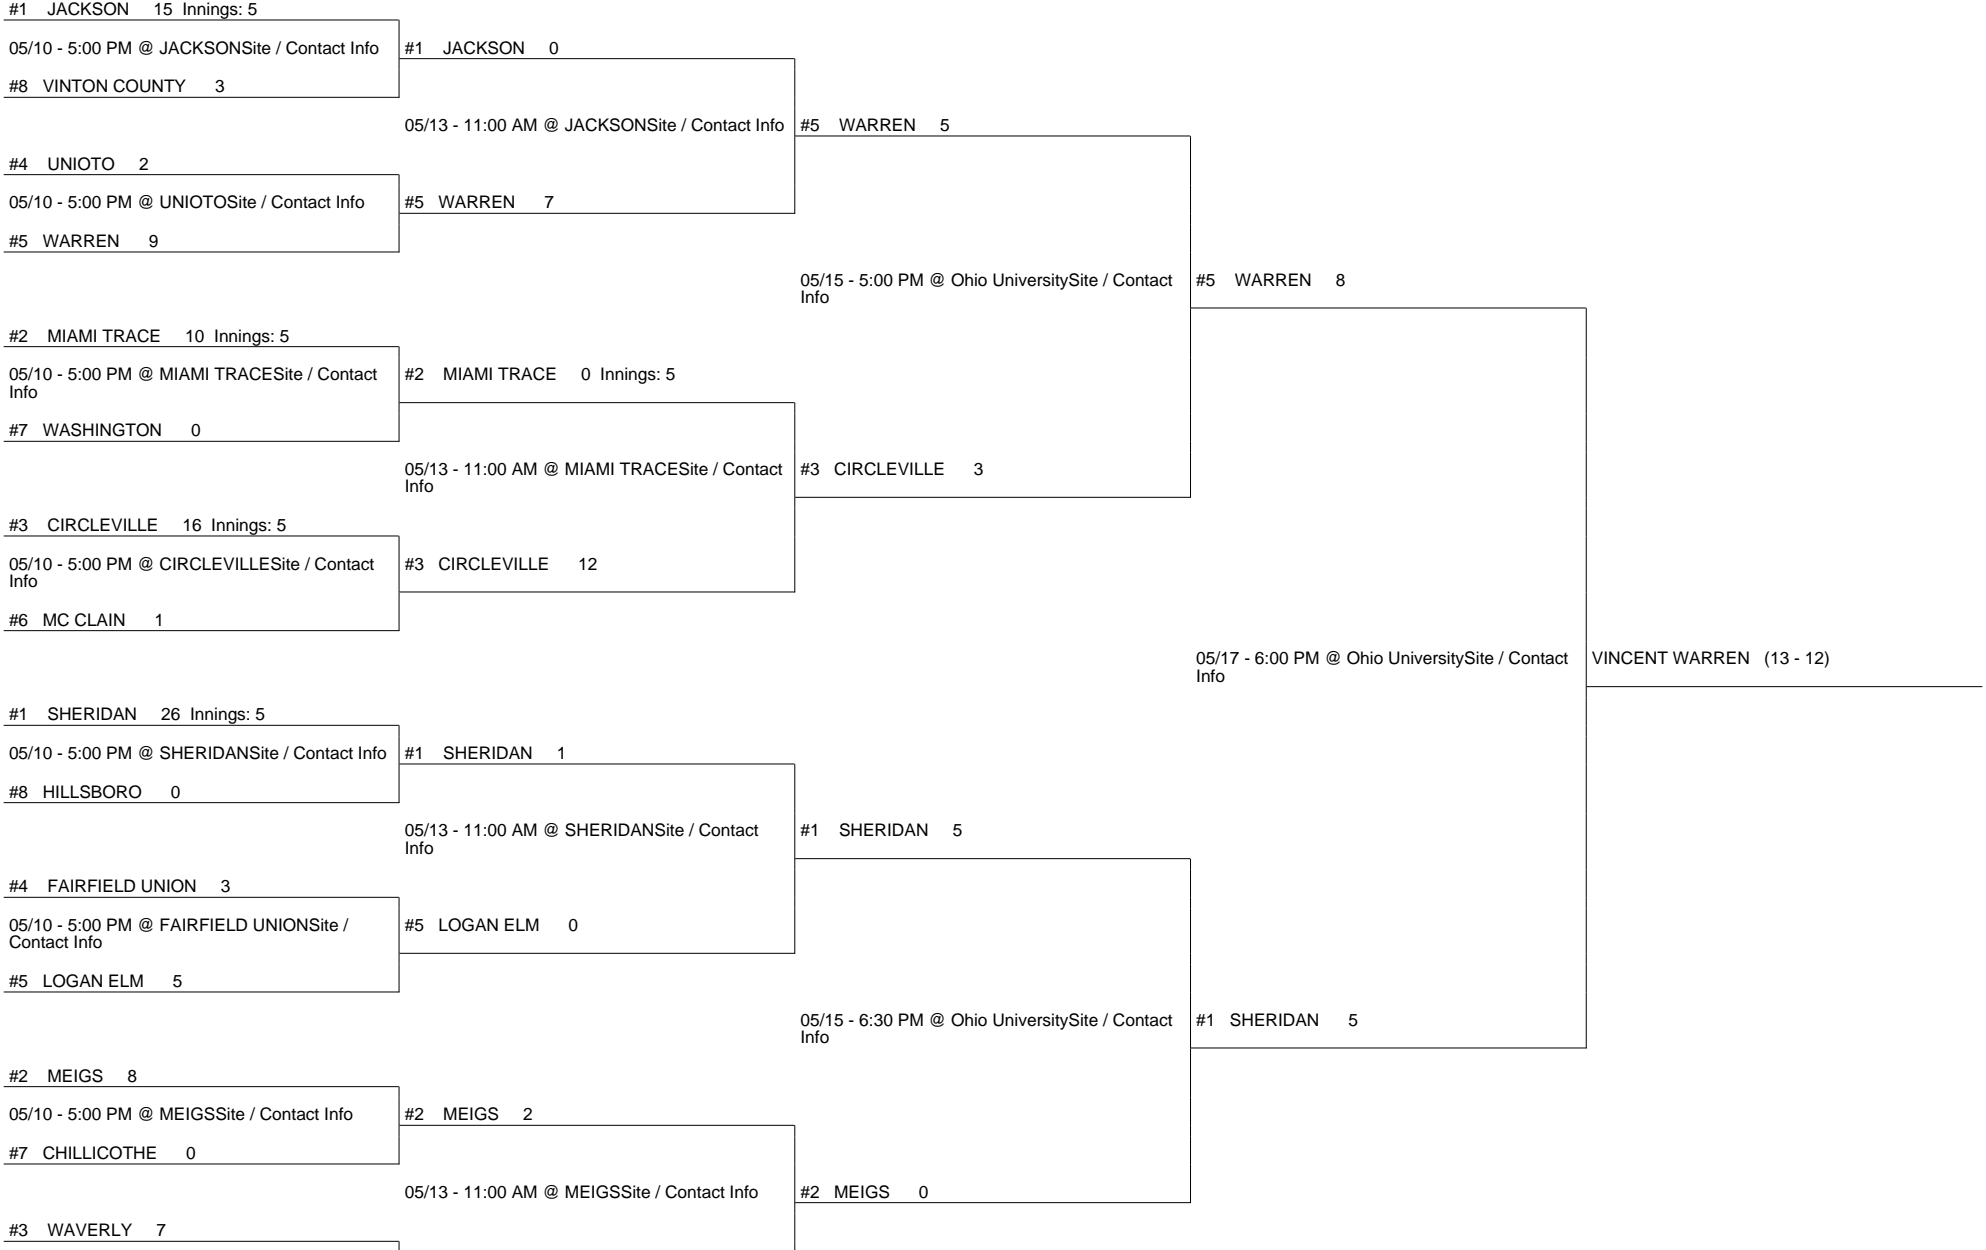 #1 JACKSON 15 Innings: 5
05/10 - 5:00 PM @ JACKSONSite / Contact Info
#8 VINTON COUNTY 3
#1 JACKSON 0
05/13 - 11:00 AM @ JACKSONSite / Contact Info
#5 WARREN 5
#4 UNIOTO 2
05/10 - 5:00 PM @ UNIOTOSite / Contact Info
#5 WARREN 9
#5 WARREN 7
05/15 - 5:00 PM @ Ohio UniversitySite / Contact
Info
#5 WARREN 8
#2 MIAMI TRACE 10 Innings: 5
05/10 - 5:00 PM @ MIAMI TRACESite / Contact
Info
#7 WASHINGTON 0
#2 MIAMI TRACE 0 Innings: 5
05/13 - 11:00 AM @ MIAMI TRACESite / Contact
Info
#3 CIRCLEVILLE 3
#3 CIRCLEVILLE 16 Innings: 5
05/10 - 5:00 PM @ CIRCLEVILLESite / Contact
Info
#6 MC CLAIN 1
#3 CIRCLEVILLE 12
05/17 - 6:00 PM @ Ohio UniversitySite / Contact
Info
VINCENT WARREN (13 - 12)
#1 SHERIDAN 26 Innings: 5
05/10 - 5:00 PM @ SHERIDANSite / Contact Info
#8 HILLSBORO 0
#1 SHERIDAN 1
05/13 - 11:00 AM @ SHERIDANSite / Contact
Info
#1 SHERIDAN 5
#4 FAIRFIELD UNION 3
05/10 - 5:00 PM @ FAIRFIELD UNIONSite /
Contact Info
#5 LOGAN ELM 5
#5 LOGAN ELM 0
05/15 - 6:30 PM @ Ohio UniversitySite / Contact
Info
#1 SHERIDAN 5
#2 MEIGS 8
05/10 - 5:00 PM @ MEIGSSite / Contact Info
#7 CHILLICOTHE 0
#2 MEIGS 2
05/13 - 11:00 AM @ MEIGSSite / Contact Info
#2 MEIGS 0
#3 WAVERLY 7